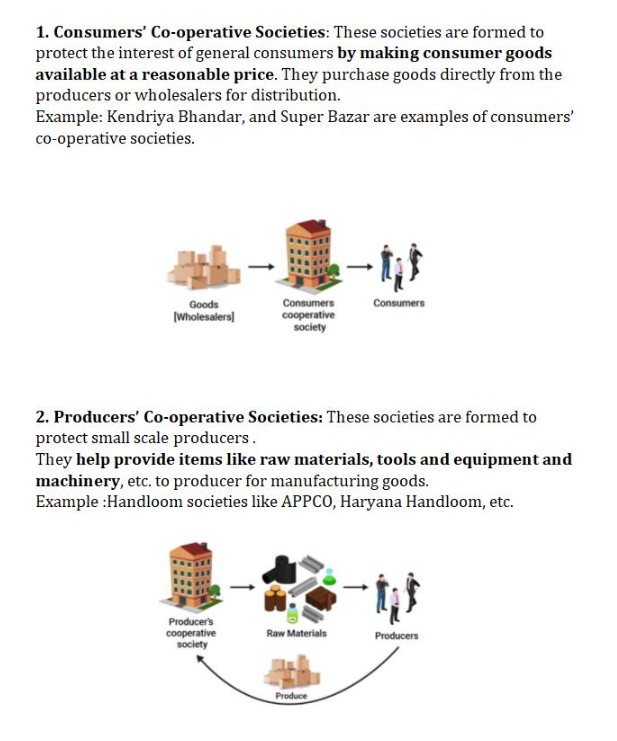 1. Consumers' Co-operative Societies: These societies are formed to
protect the interest of general consumers by making consumer goods
available at a reasonable price. They purchase goods directly from the
producers or wholesalers for distribution.
Example: Kendriya Bhandar, and Super Bazar are examples of consumers'
co-operative societies.
Goods
[Wholesalers]
Consumers
cooperative
society
Consumers
2. Producers' Co-operative Societies: These societies are formed to
protect small scale producers .
They help provide items like raw materials, tools and equipment and
machinery, etc. to producer for manufacturing goods.
Example :Handloom societies like APPCO, Haryana Handloom, etc.
Producer's
cooperative
society
Raw Materials
Producers
Produce